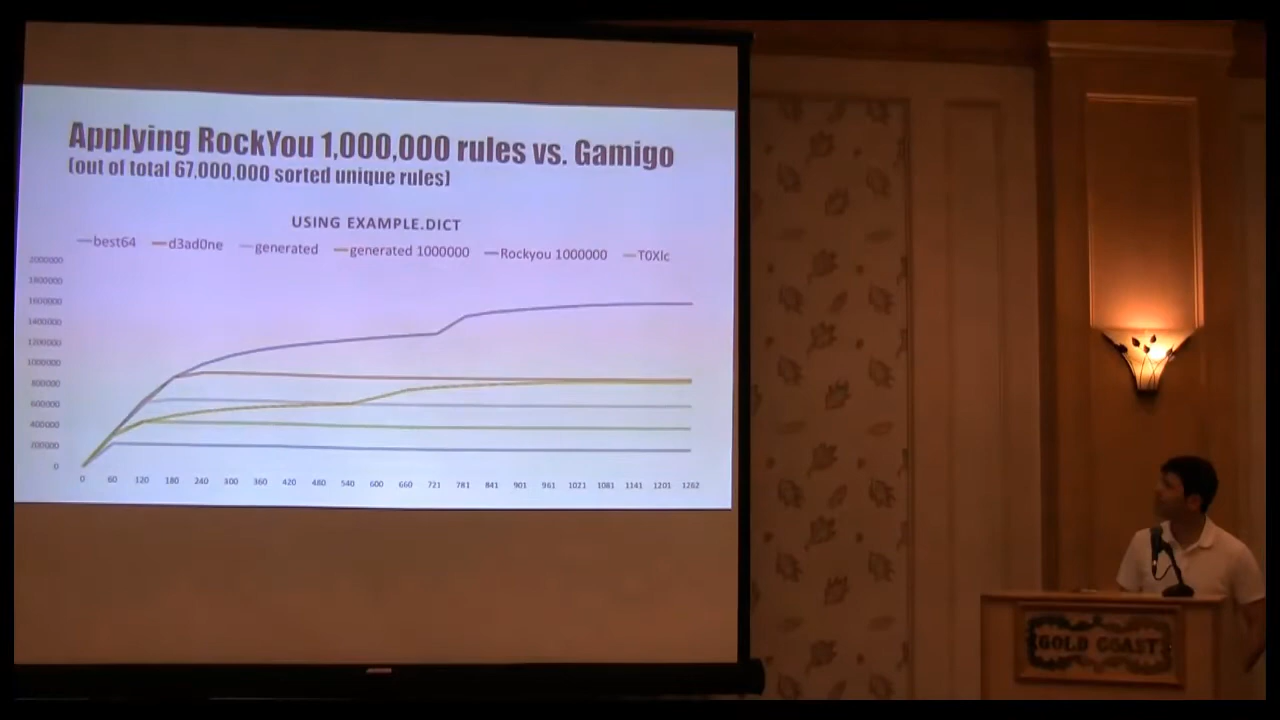 Applying RockYou 1,000,000 rules vs. Gamigo
(out of total 67,000,000 sorted unique rules)
USING EXAMPLE.DICT
best64 d3ad0ne generated generated 1000000 Rockyou 1000000 T0XlC
2000000
1800000
1600000
1400000
1200000
1000000
800000
600000
400000
200000
0
0 60 120 180 240 300 360 420 480 540 600 660 721 781 841 901 961 1021 1081 1141 1201 1262
GOLD COAST